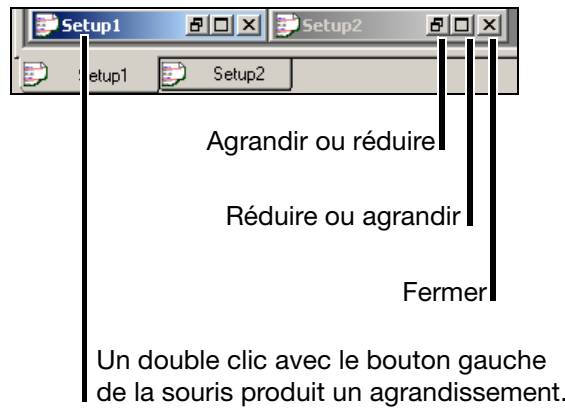 Setup1 Setup2
Setup1 Setup2
Agrandir ou réduire
Réduire ou agrandir
Fermer
Un double clic avec le bouton gauche
de la souris produit un agrandissement.